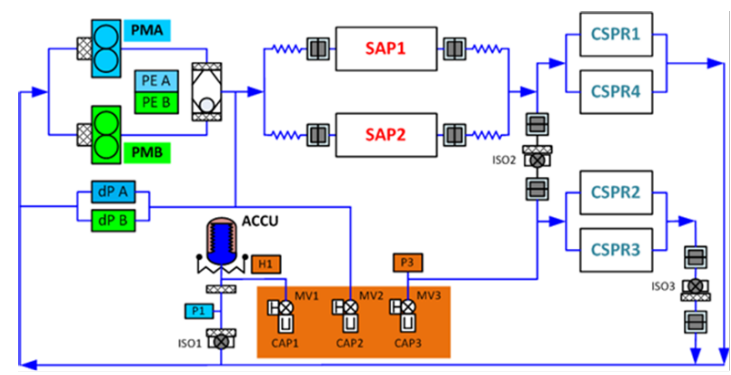 PMA
PE A
PE B
PMB
SAP1
SAP2
CSPR1
CSPR4
ISO2
CSPR2
CSPR3
dP A
dP B
ACCU
H1
P3
P1
MV1
MV2
MV3
ISO1
CAP1
CAP2
CAP3
ISO3